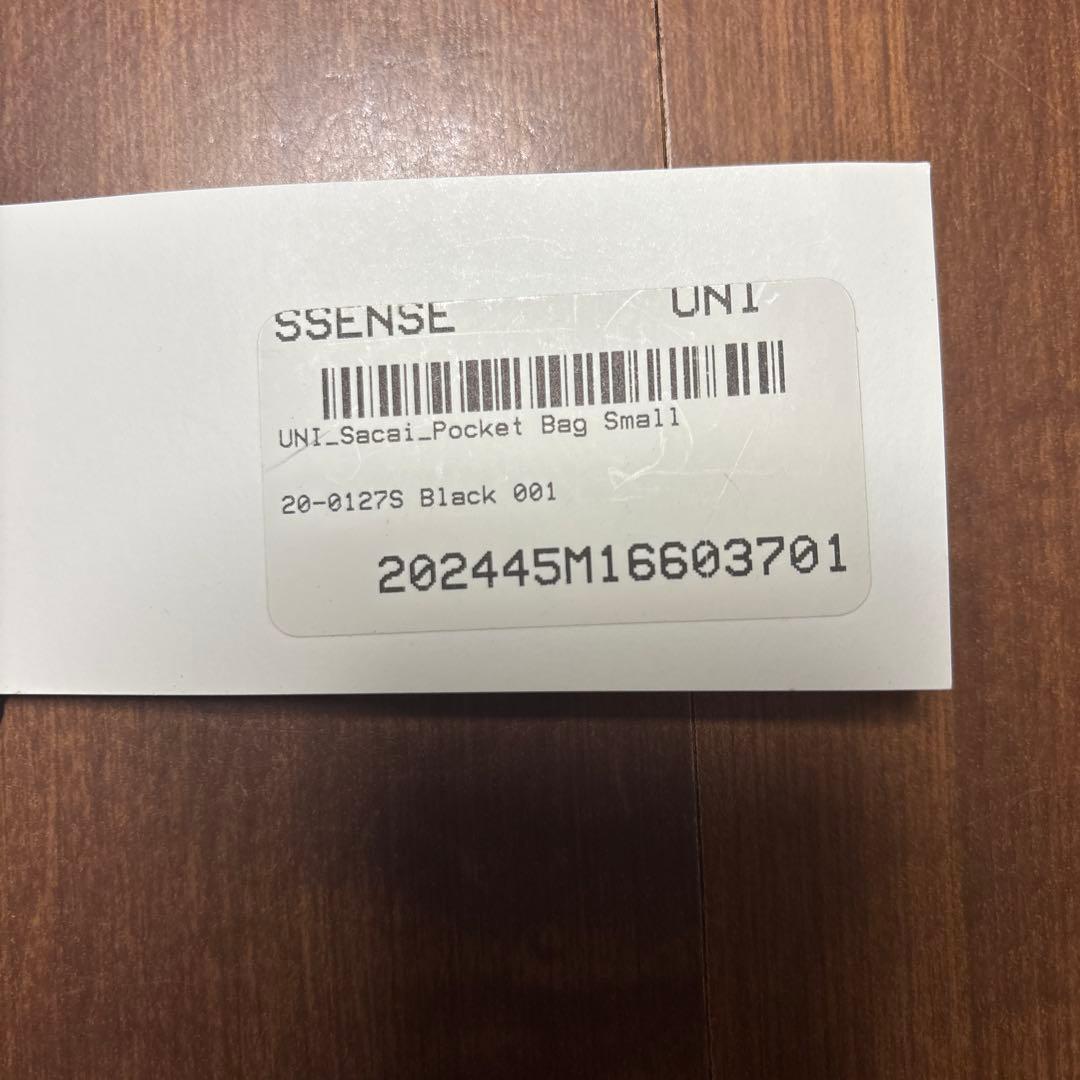 SSENSE UNI
UNI_Sacai_Pocket Bag Small
20-0127S Black 001
202445M16603701